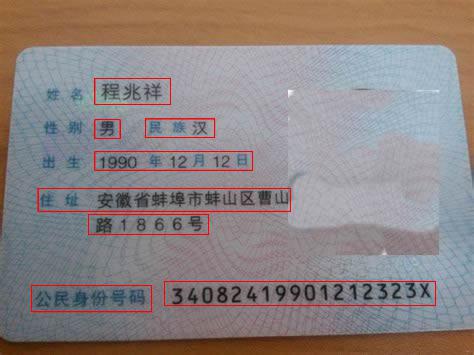 姓名 程兆祥
性别 男 民族 汉
出生 1990 年 12 月 12 日
住址 安徽省蚌埠市蚌山区曹山
路1866号
公民身份号码 34082419901212323X